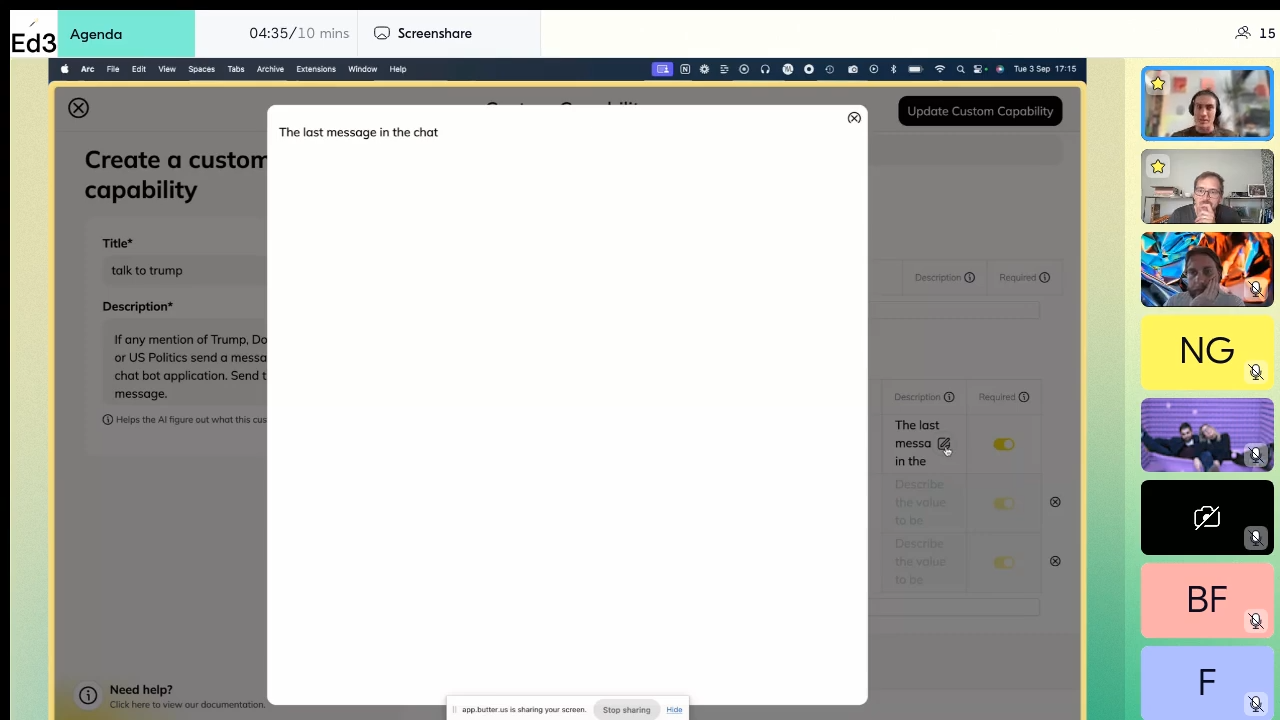 Ed3
Agenda
04:35/10 mins
Screenshare
15
Arc File Edit View Spaces Tabs Archive Extensions Window Help
Tue 3 Sep 17:15
Update Custom Capability
The last message in the chat
Create a custom
capability
Title*
talk to trump
Description*
If any mention of Trump, Do
or US Politics send a messa
chat bot application. Send t
message.
Helps the AI figure out what this cus
Description
Required
Description
Required
The last
messa
in the
Describe
the value
to be
Describe
the value
to be
Need help?
Click here to view our documentation.
app.butter.us is sharing your screen.
Stop sharing
Hide
NG
BF
F